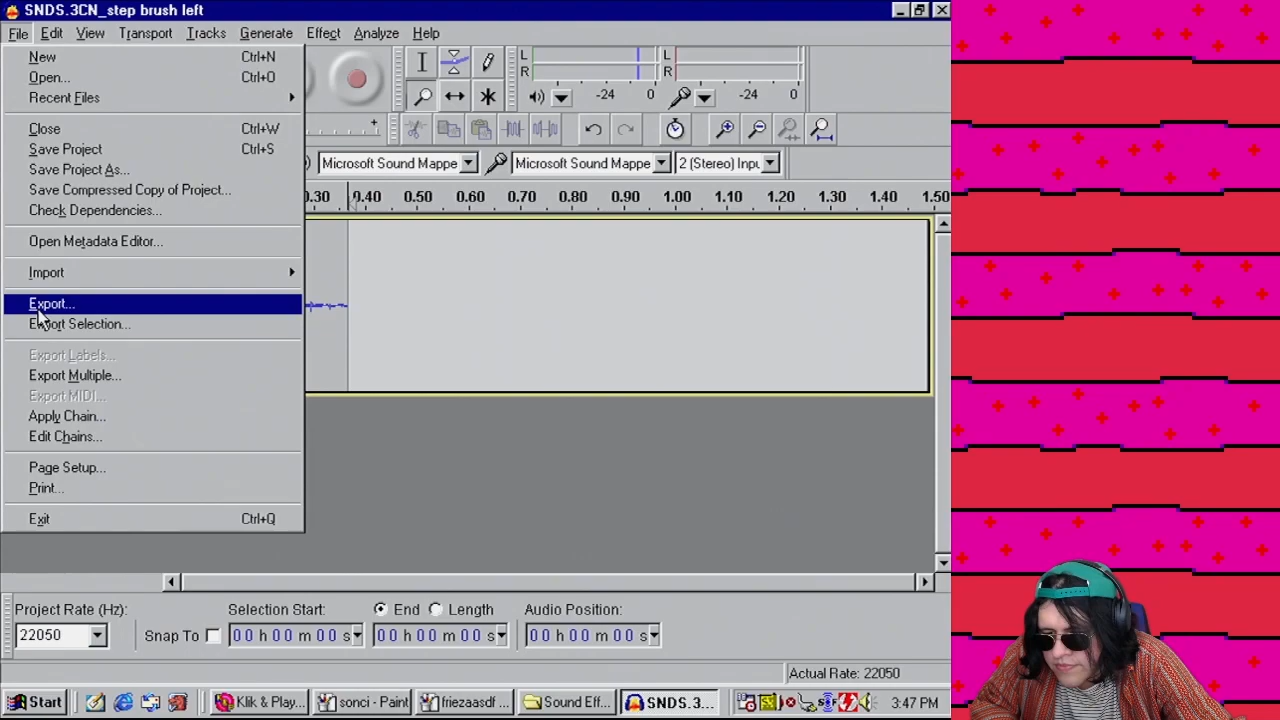 SNDS.3CN_step brush left
File Edit View Transport Tracks Generate Effect Analyze Help
New Ctrl+N
Open... Ctrl+O
Recent Files
Close Ctrl+W
Save Project Ctrl+S
Save Project As...
Save Compressed Copy of Project...
Check Dependencies...
Open Metadata Editor...
Import
Export...
Export Selection...
Export Labels...
Export Multiple...
Export MIDI...
Apply Chain...
Edit Chains...
Page Setup...
Print...
Exit Ctrl+Q
L
R
-24 0
L
R
-24 0
Microsoft Sound Mappe Microsoft Sound Mappe 2 (Stereo) Inpu
0.30 0.40 0.50 0.60 0.70 0.80 0.90 1.00 1.10 1.20 1.30 1.40 1.50
Project Rate (Hz): Selection Start: End Length Audio Position:
22050 Snap To 00 h 00 m 00 s 00 h 00 m 00 s 00 h 00 m 00 s
Actual Rate: 22050
Start Klik & Play... sonci - Paint friezaasdf ... Sound Eff... SNDS.3... 3:47 PM